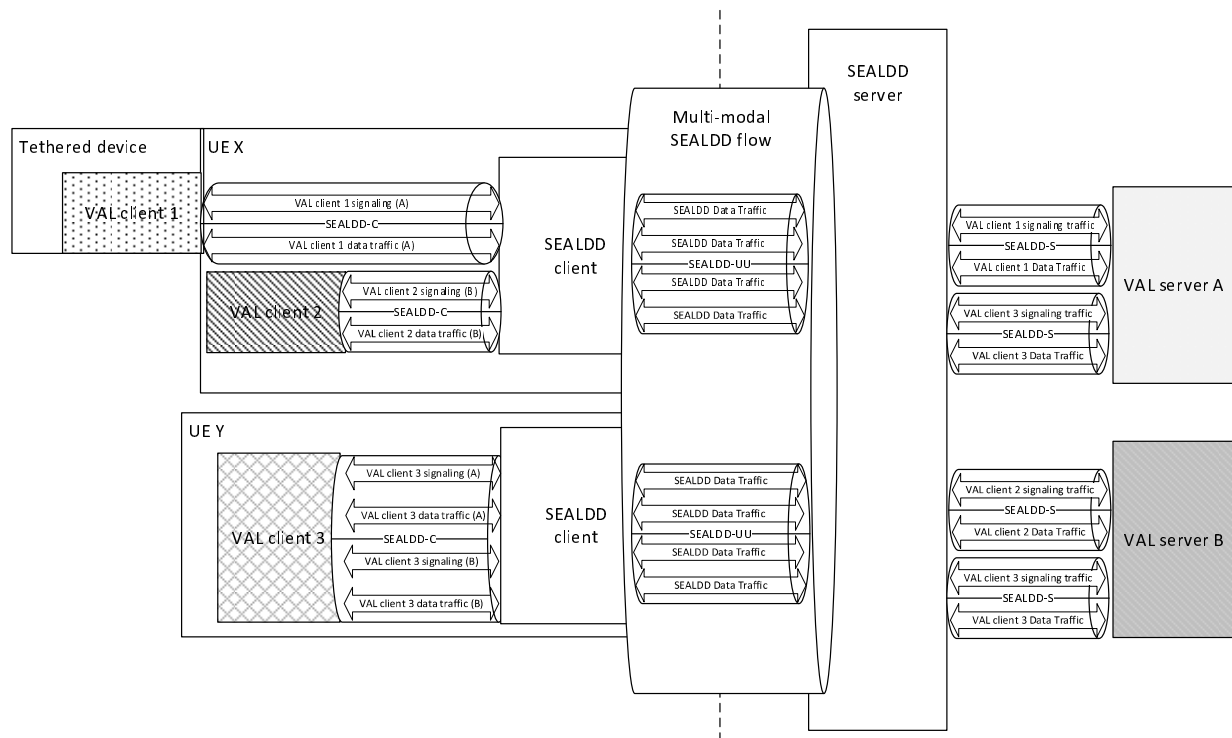 SEALDD
server
Multi-modal
SEALDD flow
Tethered device
UE X
VAL client 1
VAL client 1 signaling (A)
SEALDD-C
VAL client 1 data traffic (A)
VAL client 2
VAL client 2 signaling (B)
SEALDD-C
VAL client 2 data traffic (B)
SEALDD
client
SEALDD Data Traffic
SEALDD Data Traffic
SEALDD-UU
SEALDD Data Traffic
SEALDD Data Traffic
VAL client 1 signaling traffic
SEALDD-S
VAL client 1 Data Traffic
VAL client 3 signaling traffic
SEALDD-S
VAL client 3 Data Traffic
VAL server A
UE Y
VAL client 3
VAL client 3 signaling (A)
VAL client 3 data traffic (A)
SEALDD-C
VAL client 3 signaling (B)
VAL client 3 data traffic (B)
SEALDD
client
SEALDD Data Traffic
SEALDD Data Traffic
SEALDD-UU
SEALDD Data Traffic
SEALDD Data Traffic
VAL client 2 signaling traffic
SEALDD-S
VAL client 2 Data Traffic
VAL client 3 signaling traffic
SEALDD-S
VAL client 3 Data Traffic
VAL server B